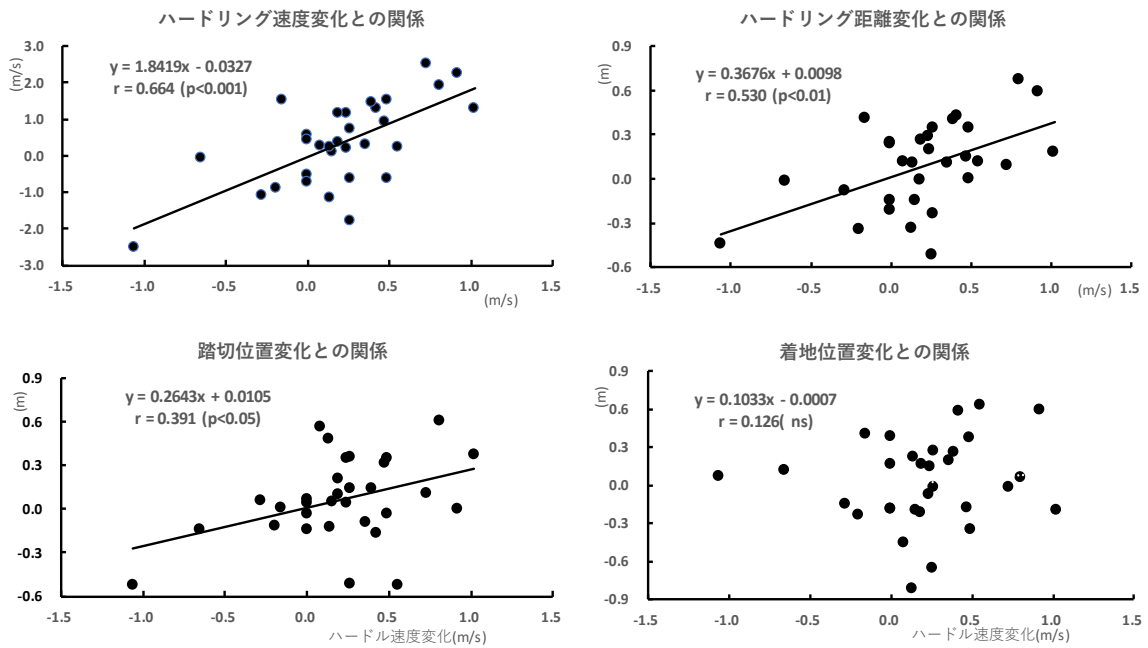 ハードリング速度変化との関係
(m/s)
3.0
2.0
1.0
0.0
-1.0
-2.0
-3.0
y = 1.8419x - 0.0327
r = 0.664 (p<0.001)
-1.5 -1.0 -0.5 0.0 0.5 1.0 1.5
(m/s)
ハードリング距離変化との関係
(m)
0.9
0.6
0.3
0.0
-0.3
-0.6
y = 0.3676x + 0.0098
r = 0.530 (p<0.01)
-1.5 -1.0 -0.5 0.0 0.5 1.0 (m/s) 1.5
踏切位置変化との関係
(m)
0.9
0.6
0.3
0.0
-0.3
-0.6
y = 0.2643x + 0.0105
r = 0.391 (p<0.05)
-1.5 -1.0 -0.5 0.0 0.5 1.0 1.5
ハードル速度変化(m/s)
着地位置変化との関係
(m)
0.9
0.6
0.3
0.0
-0.3
-0.6
-0.9
y = 0.1033x - 0.0007
r = 0.126( ns)
-1.5 -1.0 -0.5 0.0 0.5 1.0 1.5
ハードル速度変化(m/s)